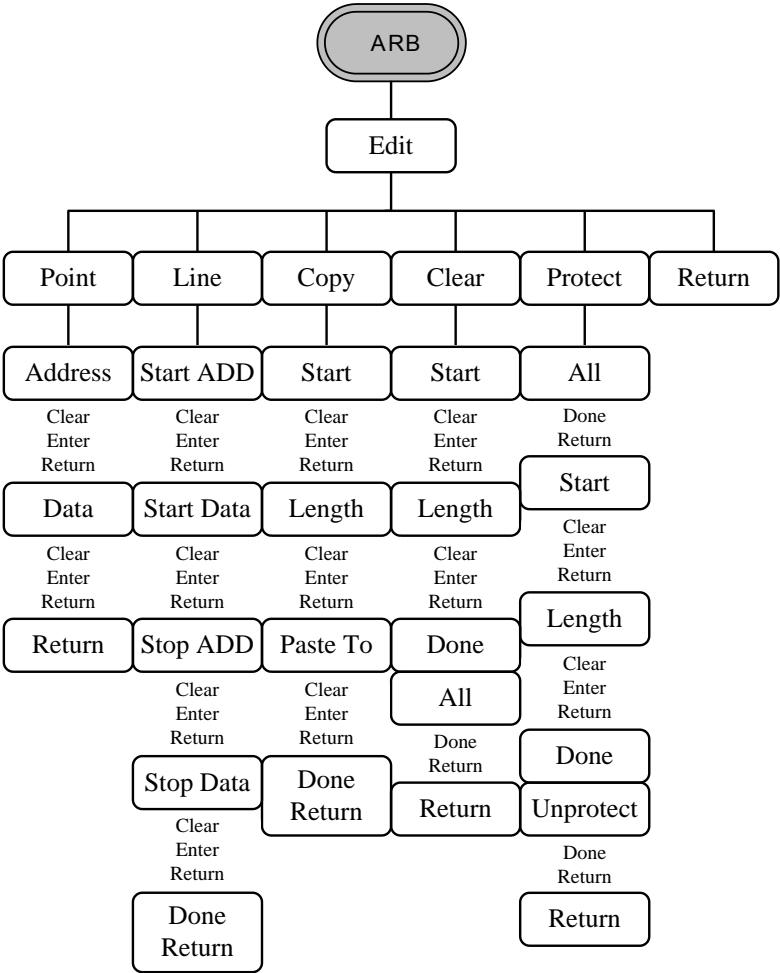 ARB
Edit
Point
Line
Copy
Clear
Protect
Return
Address
Clear
Enter
Return
Data
Clear
Enter
Return
Return
Start ADD
Clear
Enter
Return
Start Data
Clear
Enter
Return
Stop ADD
Clear
Enter
Return
Stop Data
Clear
Enter
Return
Done
Return
Start
Clear
Enter
Return
Length
Clear
Enter
Return
Paste To
Clear
Enter
Return
Done
Return
Start
Clear
Enter
Return
Length
Clear
Enter
Return
Done
All
Done
Return
Return
All
Done
Return
Start
Clear
Enter
Return
Length
Clear
Enter
Return
Done
Unprotect
Done
Return
Return